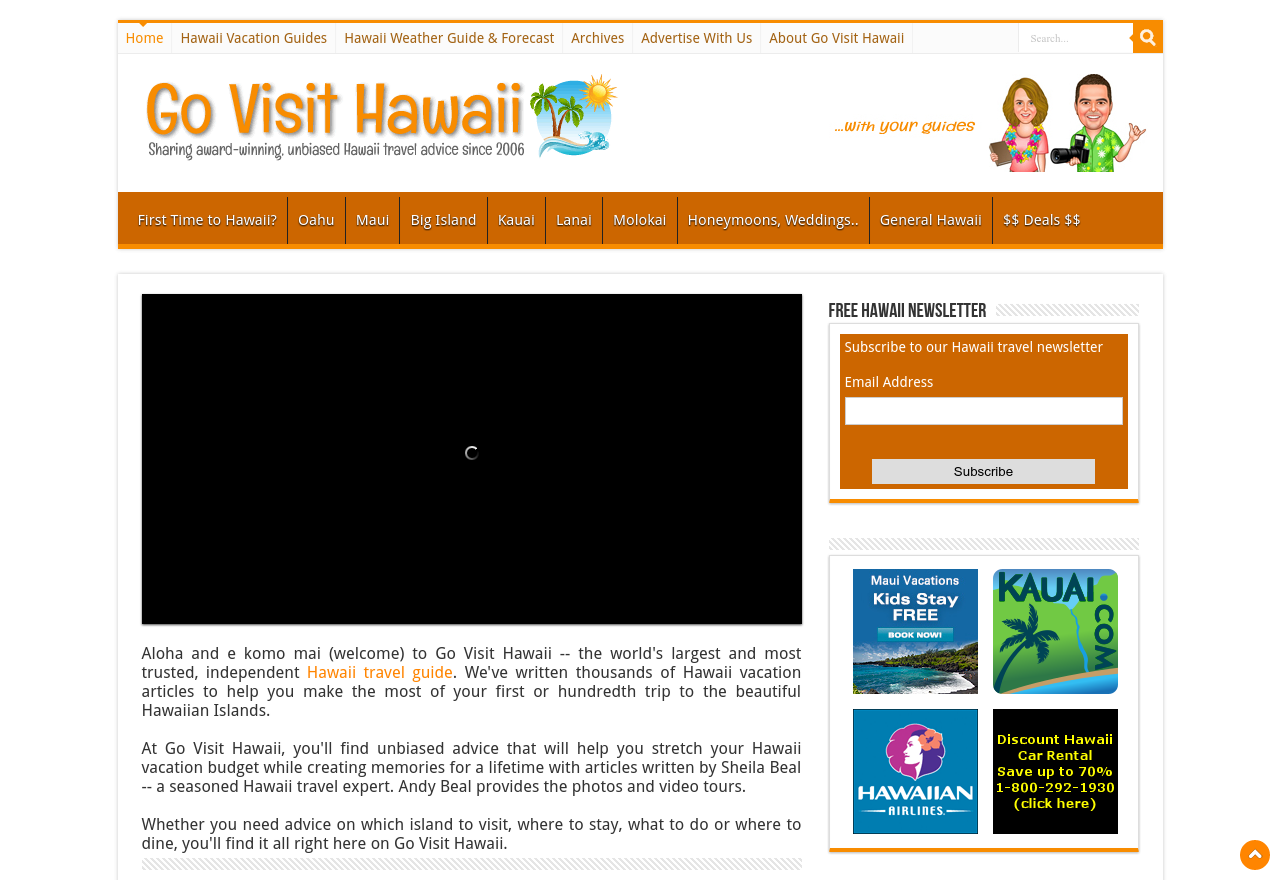 Home Hawaii Vacation Guides Hawaii Weather Guide & Forecast Archives Advertise With Us About Go Visit Hawaii Search...
Go Visit Hawaii
Sharing award-winning, unbiased Hawaii travel advice since 2006
...with your guides
First Time to Hawaii? Oahu Maui Big Island Kauai Lanai Molokai Honeymoons, Weddings.. General Hawaii $$ Deals $$
Aloha and e komo mai (welcome) to Go Visit Hawaii -- the world's largest and most
trusted, independent Hawaii travel guide. We've written thousands of Hawaii vacation
articles to help you make the most of your first or hundredth trip to the beautiful
Hawaiian Islands.
At Go Visit Hawaii, you'll find unbiased advice that will help you stretch your Hawaii
vacation budget while creating memories for a lifetime with articles written by Sheila Beal
-- a seasoned Hawaii travel expert. Andy Beal provides the photos and video tours.
Whether you need advice on which island to visit, where to stay, what to do or where to
dine, you'll find it all right here on Go Visit Hawaii.
FREE HAWAII NEWSLETTER
Subscribe to our Hawaii travel newsletter
Email Address
Subscribe
Maui Vacations
Kids Stay
FREE
BOOK NOW!
KAUAI.COM
HAWAIIAN
AIRLINES.
Discount Hawaii
Car Rental
Save up to 70%
1-800-292-1930
(click here)